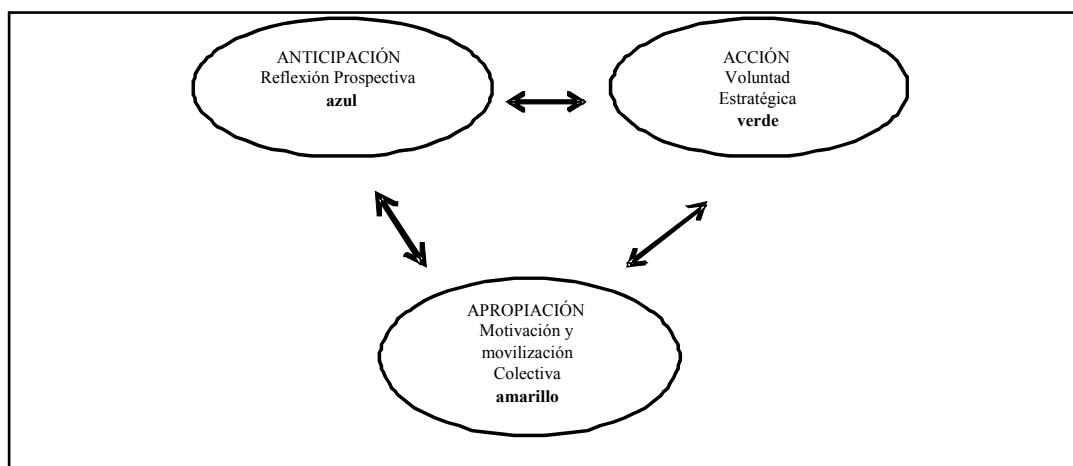 ANTICIPACIÓN
Reflexión Prospectiva
azul
ACCIÓN
Voluntad
Estratégica
verde
APROPIACIÓN
Motivación y
movilización
Colectiva
amarillo